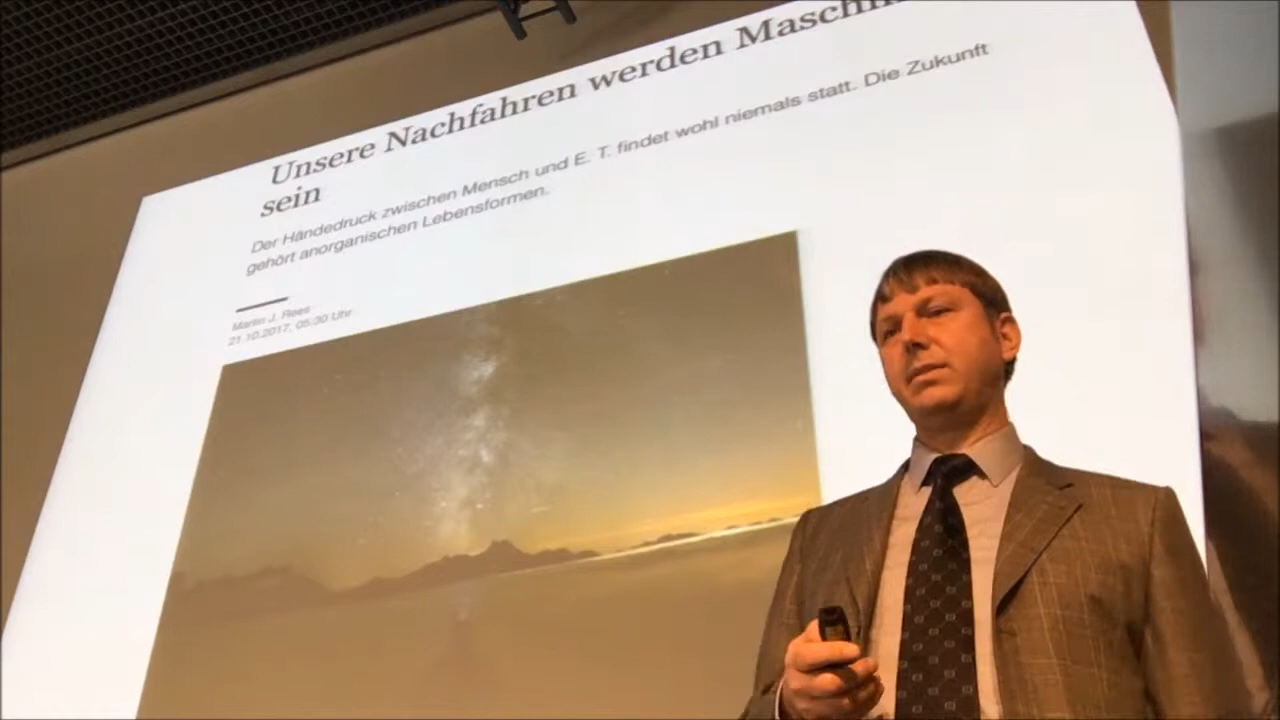 Unsere Nachfahren werden Maschin
sein
Der Händedruck zwischen Mensch und E. T. findet wohl niemals statt. Die Zukunft
gehört anorganischen Lebensformen.
Martin J. Rees
21.10.2017, 05:30 Uhr